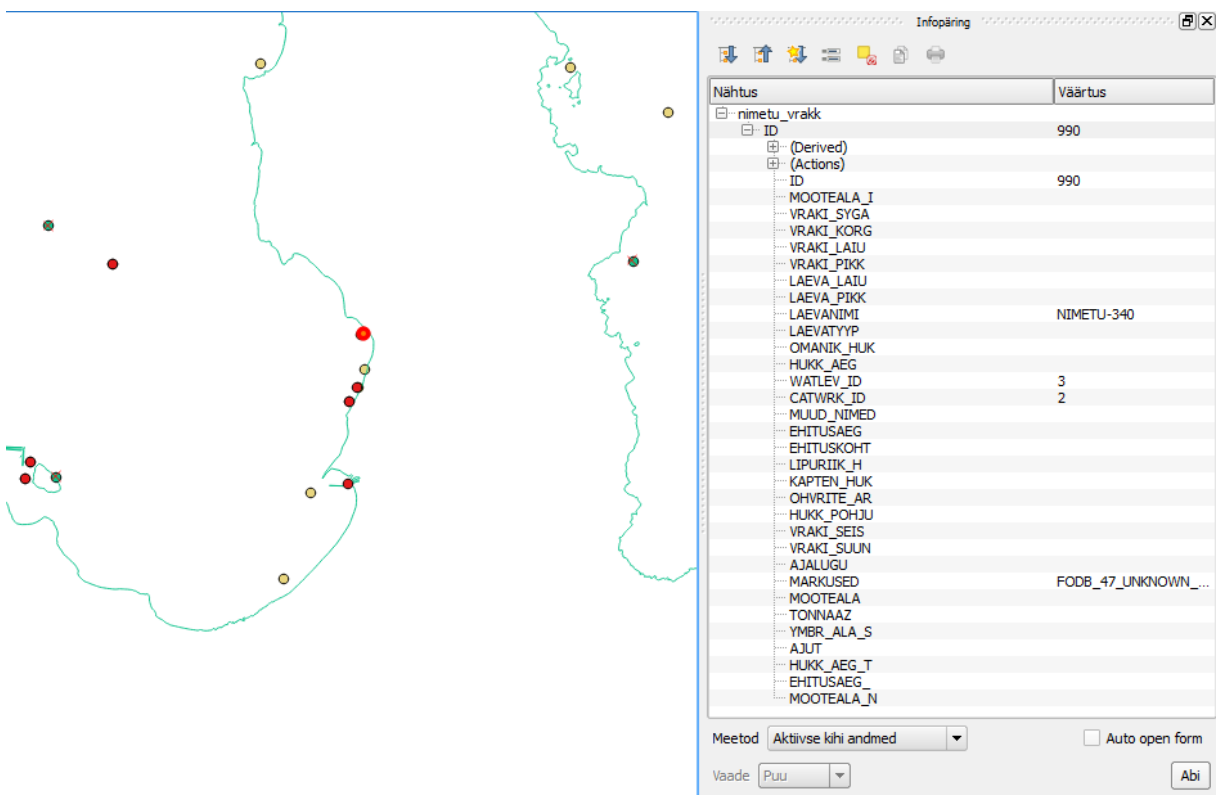 Infopäring
Nähtus Väärtus
nimetu_vrakk
ID 990
(Derived)
(Actions)
ID 990
MOOTEALA_I
VRAKI_SYGA
VRAKI_KORG
VRAKI_LAIU
VRAKI_PIKK
LAEVA_LAIU
LAEVA_PIKK
LAEVANIMI NIMETU-340
LAEVATYYP
OMANIK_HUK
HUKK_AEG
WATLEV_ID 3
CATWRK_ID 2
MUUD_NIMED
EHITUSAEG
EHITUSKOHT
LIPURIIK_H
KAPTEN_HUK
OHVRITE_AR
HUKK_POHJU
VRAKI_SEIS
VRAKI_SUUN
AJALUGU
MARKUSED FODB_47_UNKNOWN_...
MOOTEALA
TONNAAZ
YMBR_ALA_S
AJUT
HUKK_AEG_T
EHITUSAEG_
MOOTEALA_N
Meetod Aktiivse kihi andmed Auto open form
Vaade Puu Abi